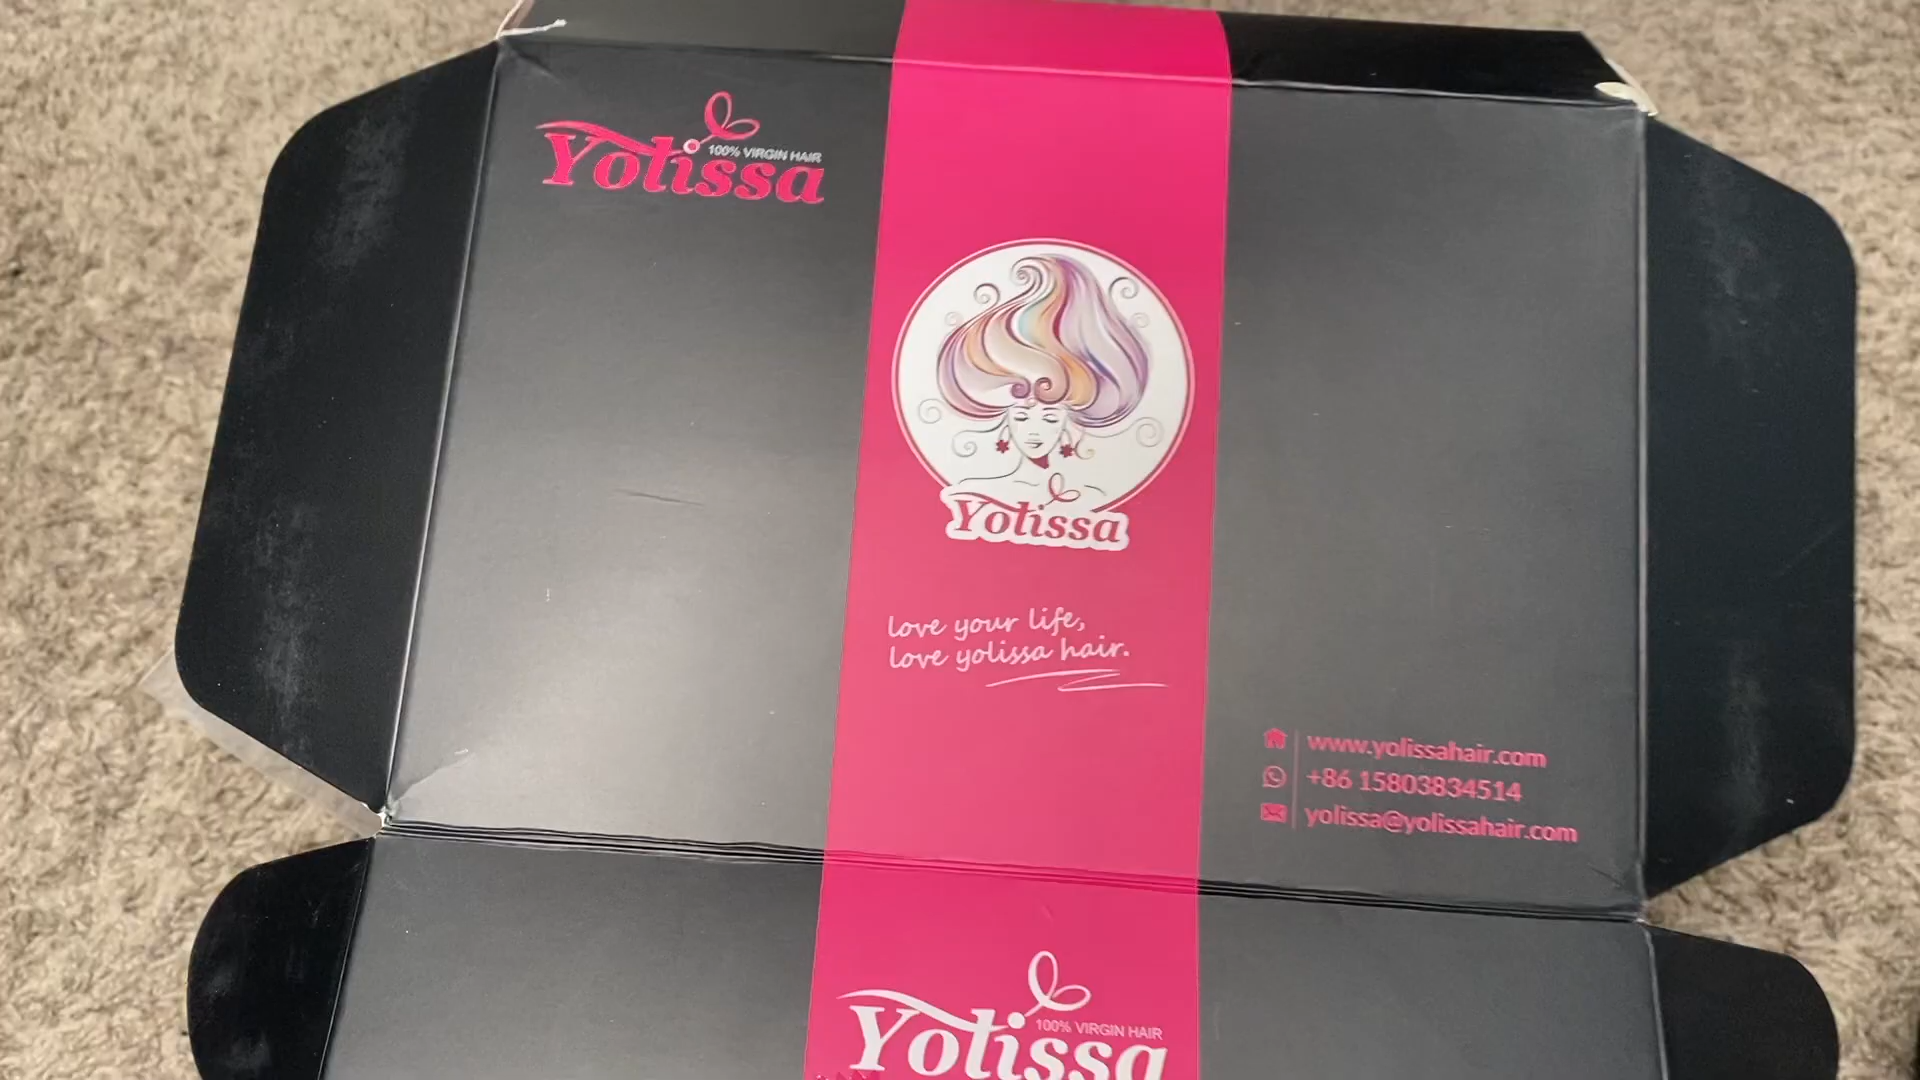 Yolissa
100% VIRGIN HAIR
Yolissa
love your life,
love yolissa hair.
www.yolissahair.com
+86 15803834514
yolissa@yolissahair.com
Yolissa
100% VIRGIN HAIR